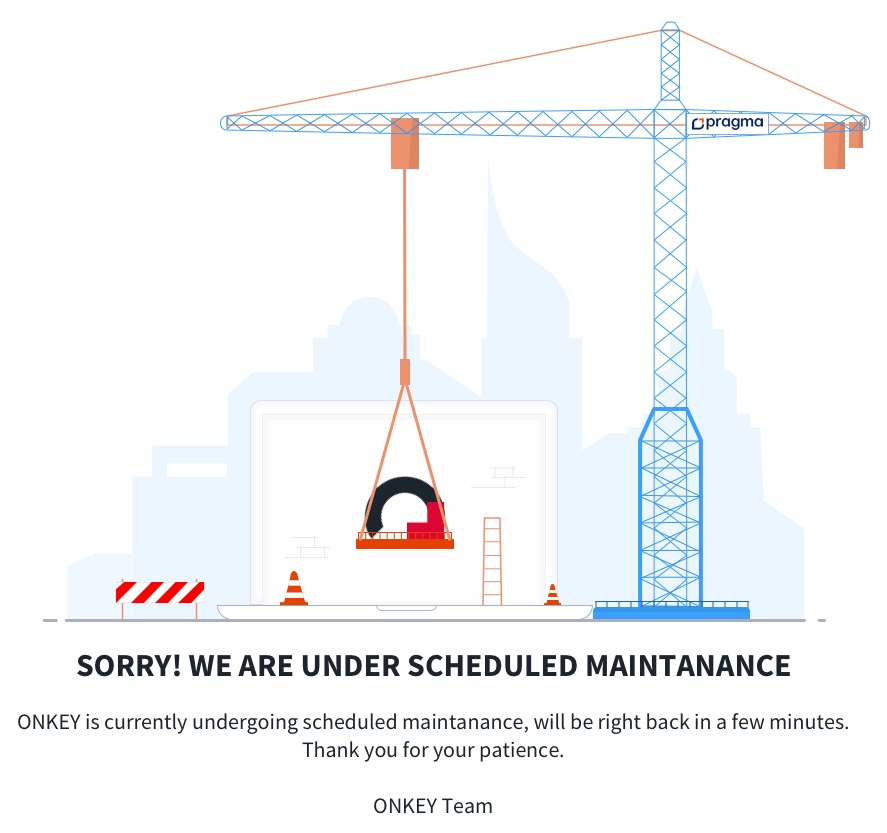 pragma
SORRY! WE ARE UNDER SCHEDULED MAINTANANCE
ONKEY is currently undergoing scheduled maintanance, will be right back in a few minutes.
Thank you for your patience.
ONKEY Team